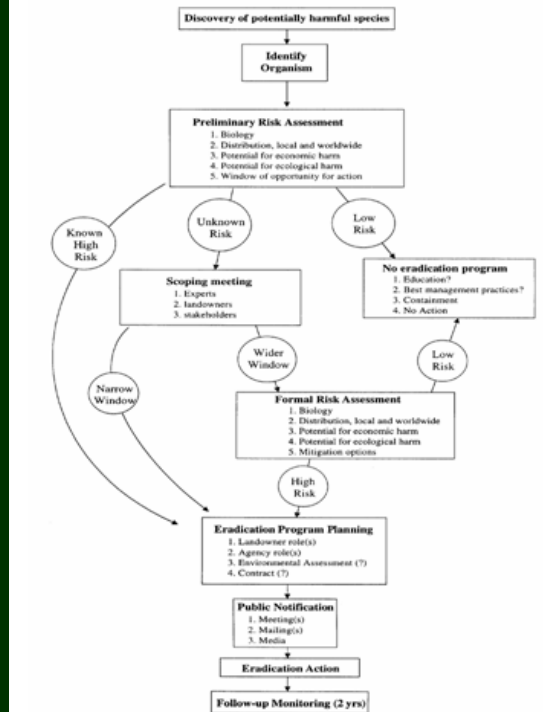 Discovery of potentially harmful species
Identify
Organism
Preliminary Risk Assessment
1. Biology
2. Distribution, local and worldwide
3. Potential for economic harm
4. Potential for ecological harm
5. Window of opportunity for action
Known
High
Risk
Unknown
Risk
Low
Risk
Scoping meeting
1. Experts
2. landowners
3. stakeholders
No eradication program
1. Education?
2. Best management practices?
3. Containment
4. No Action
Narrow
Window
Wider
Window
Low
Risk
Formal Risk Assessment
1. Biology
2. Distribution, local and worldwide
3. Potential for economic harm
4. Potential for ecological harm
5. Mitigation options
High
Risk
Eradication Program Planning
1. Landowner role(s)
2. Agency role(s)
3. Environmental Assessment (?)
4. Contract (?)
Public Notification
1. Meeting(s)
2. Mailing(s)
3. Media
Eradication Action
Follow-up Monitoring (2 yrs)